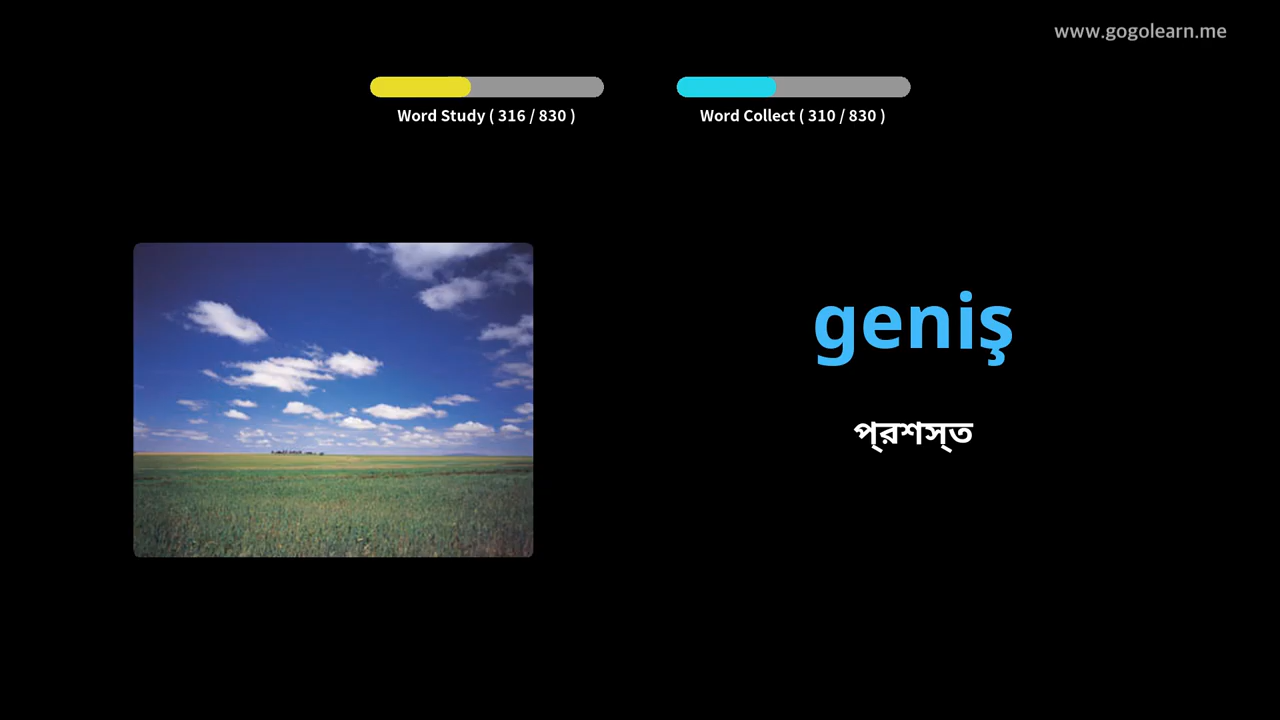 www.gogolearn.me
Word Study ( 316 / 830 )
Word Collect ( 310 / 830 )
geniş
প্রশস্ত